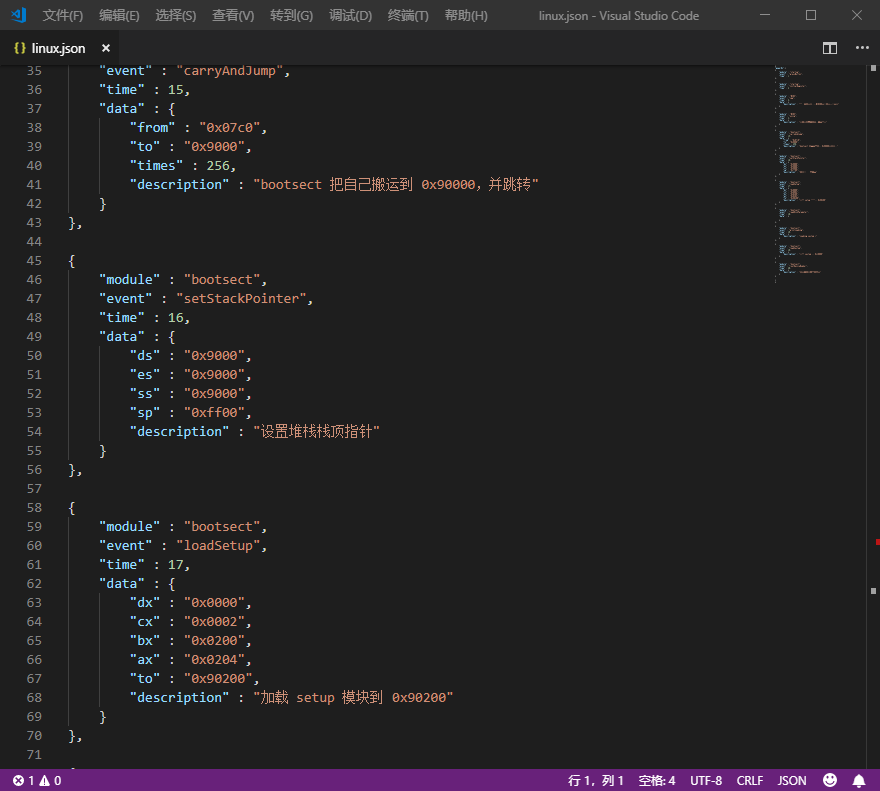 文件(F) 编辑(E) 选择(S) 查看(V) 转到(G) 调试(D) 终端(T) 帮助(H) linux.json - Visual Studio Code
{} linux.json ×
35 "event" : "carryAndJump",
36 "time" : 15,
37 "data" : {
38 "from" : "0x07c0",
39 "to" : "0x9000",
40 "times" : 256,
41 "description" : "bootsect 把自己搬运到 0x90000，并跳转"
42 }
43 },
44
45 {
46 "module" : "bootsect",
47 "event" : "setStackPointer",
48 "time" : 16,
49 "data" : {
50 "ds" : "0x9000",
51 "es" : "0x9000",
52 "ss" : "0x9000",
53 "sp" : "0xff00",
54 "description" : "设置堆栈栈顶指针"
55 }
56 },
57
58 {
59 "module" : "bootsect",
60 "event" : "loadSetup",
61 "time" : 17,
62 "data" : {
63 "dx" : "0x0000",
64 "cx" : "0x0002",
65 "bx" : "0x0200",
66 "ax" : "0x0204",
67 "to" : "0x90200",
68 "description" : "加载 setup 模块到 0x90200"
69 }
70 },
71
1 0 行 1，列 1 空格: 4 UTF-8 CRLF JSON